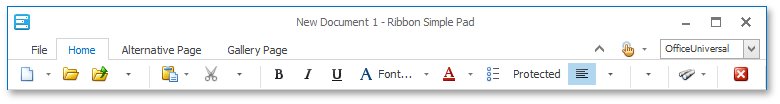 New Document 1 - Ribbon Simple Pad
File Home Alternative Page Gallery Page OfficeUniversal
B I U A Font... A Protected